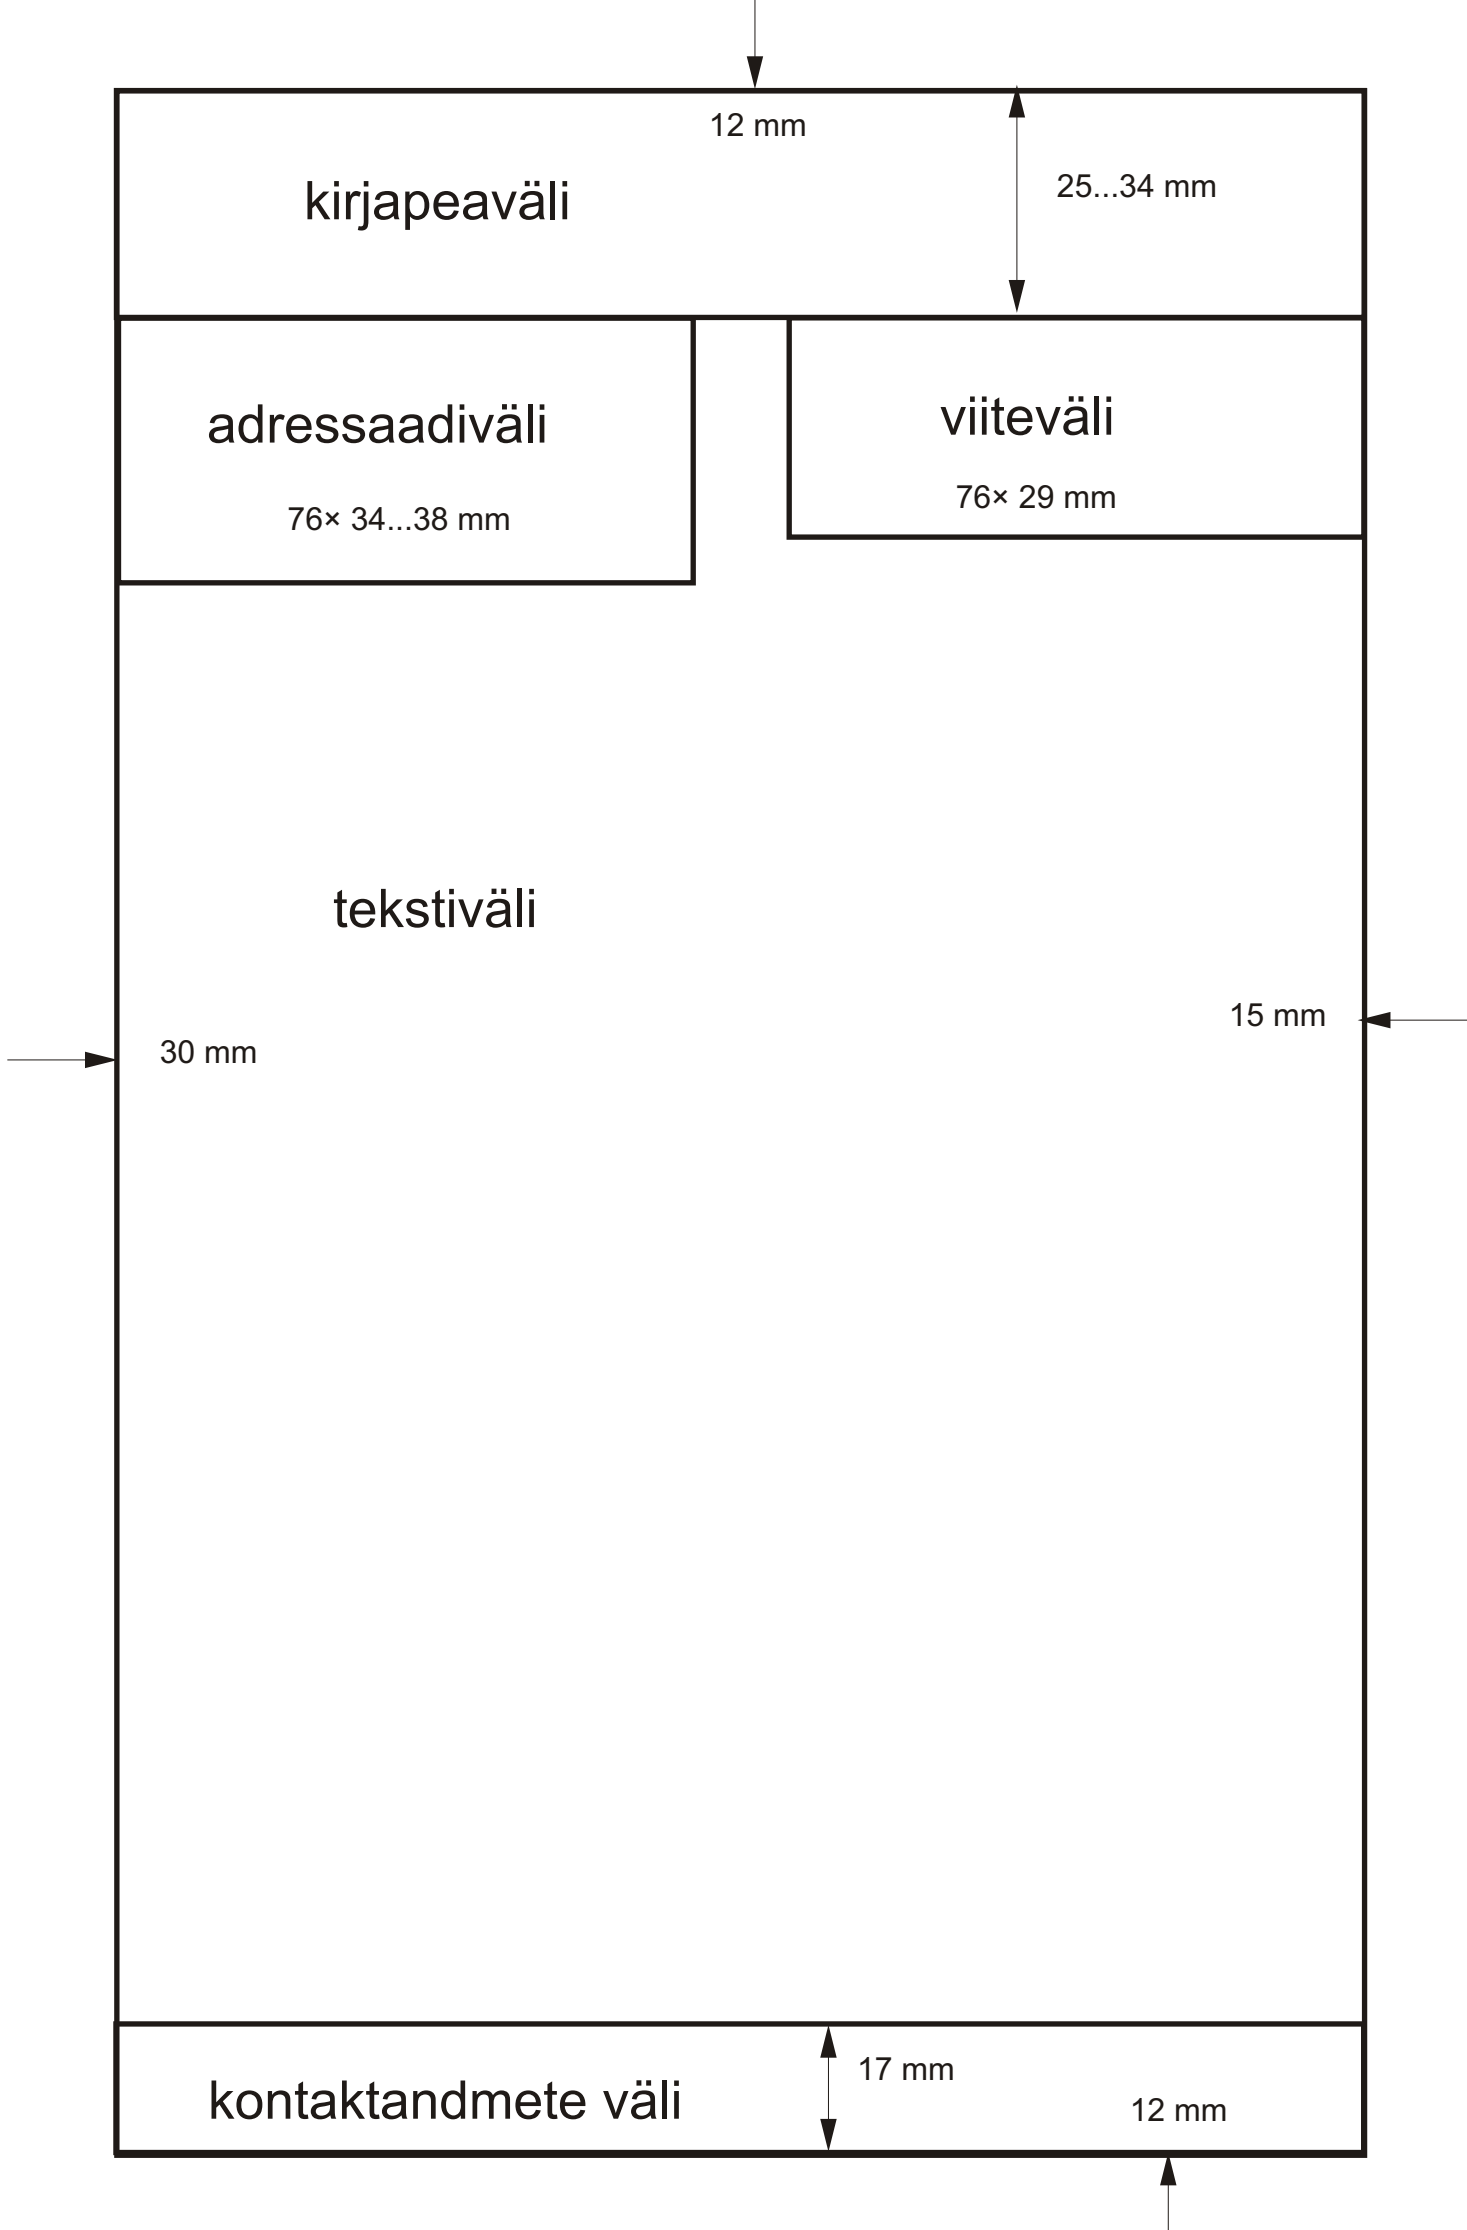 12 mm
kirjapeaväli
25...34 mm
adressaadiväli
76× 34...38 mm
viiteväli
76× 29 mm
tekstiväli
15 mm
30 mm
kontaktandmete väli
17 mm
12 mm